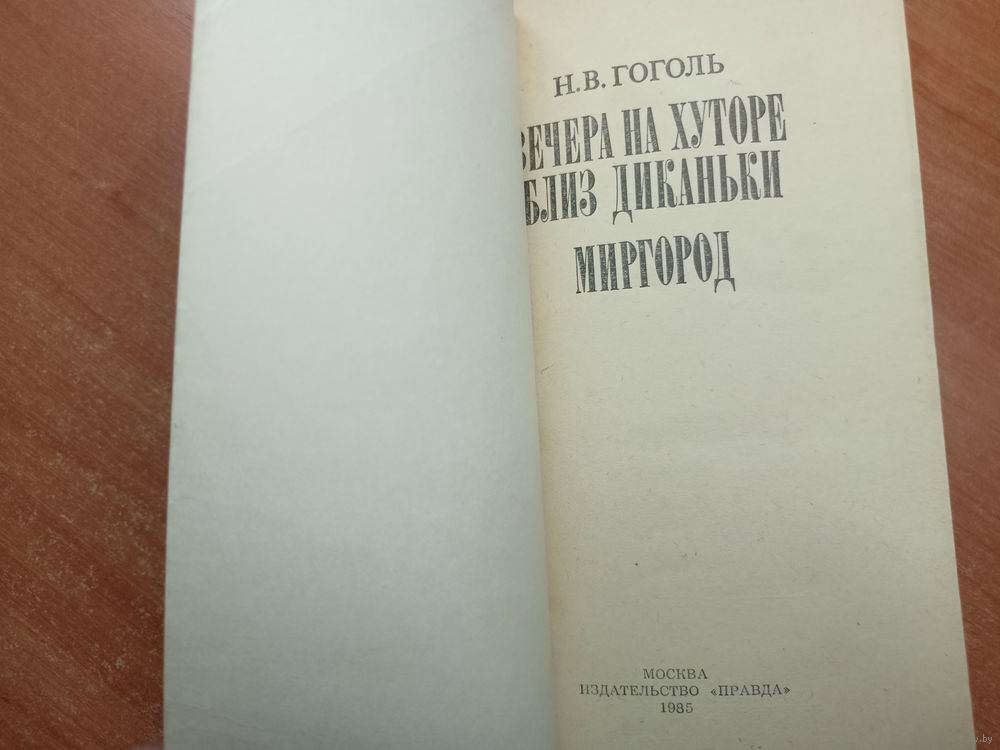 Н.В. ГОГОЛЬ
ВЕЧЕРА НА ХУТОРЕ
БЛИЗ ДИКАНЬКИ
МИРГОРОД
МОСКВА
ИЗДАТЕЛЬСТВО «ПРАВДА»
1985